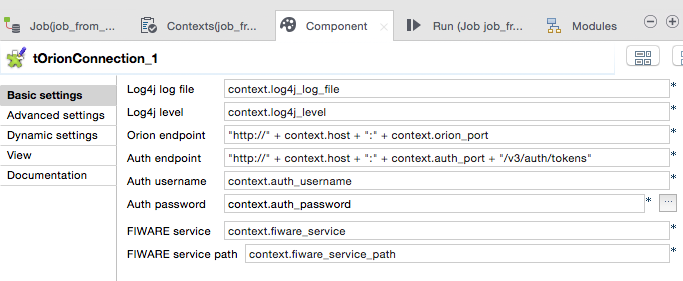 Job(job_from_... Contexts(job_fr... Component Run (Job job_fr... Modules
tOrionConnection_1
Basic settings
Advanced settings
Dynamic settings
View
Documentation
Log4j log file context.log4j_log_file *
Log4j level context.log4j_level *
Orion endpoint "http://" + context.host + ":" + context.orion_port *
Auth endpoint "http://" + context.host + ":" + context.auth_port + "/v3/auth/tokens" *
Auth username context.auth_username *
Auth password context.auth_password * ...
FIWARE service context.fiware_service *
FIWARE service path context.fiware_service_path *